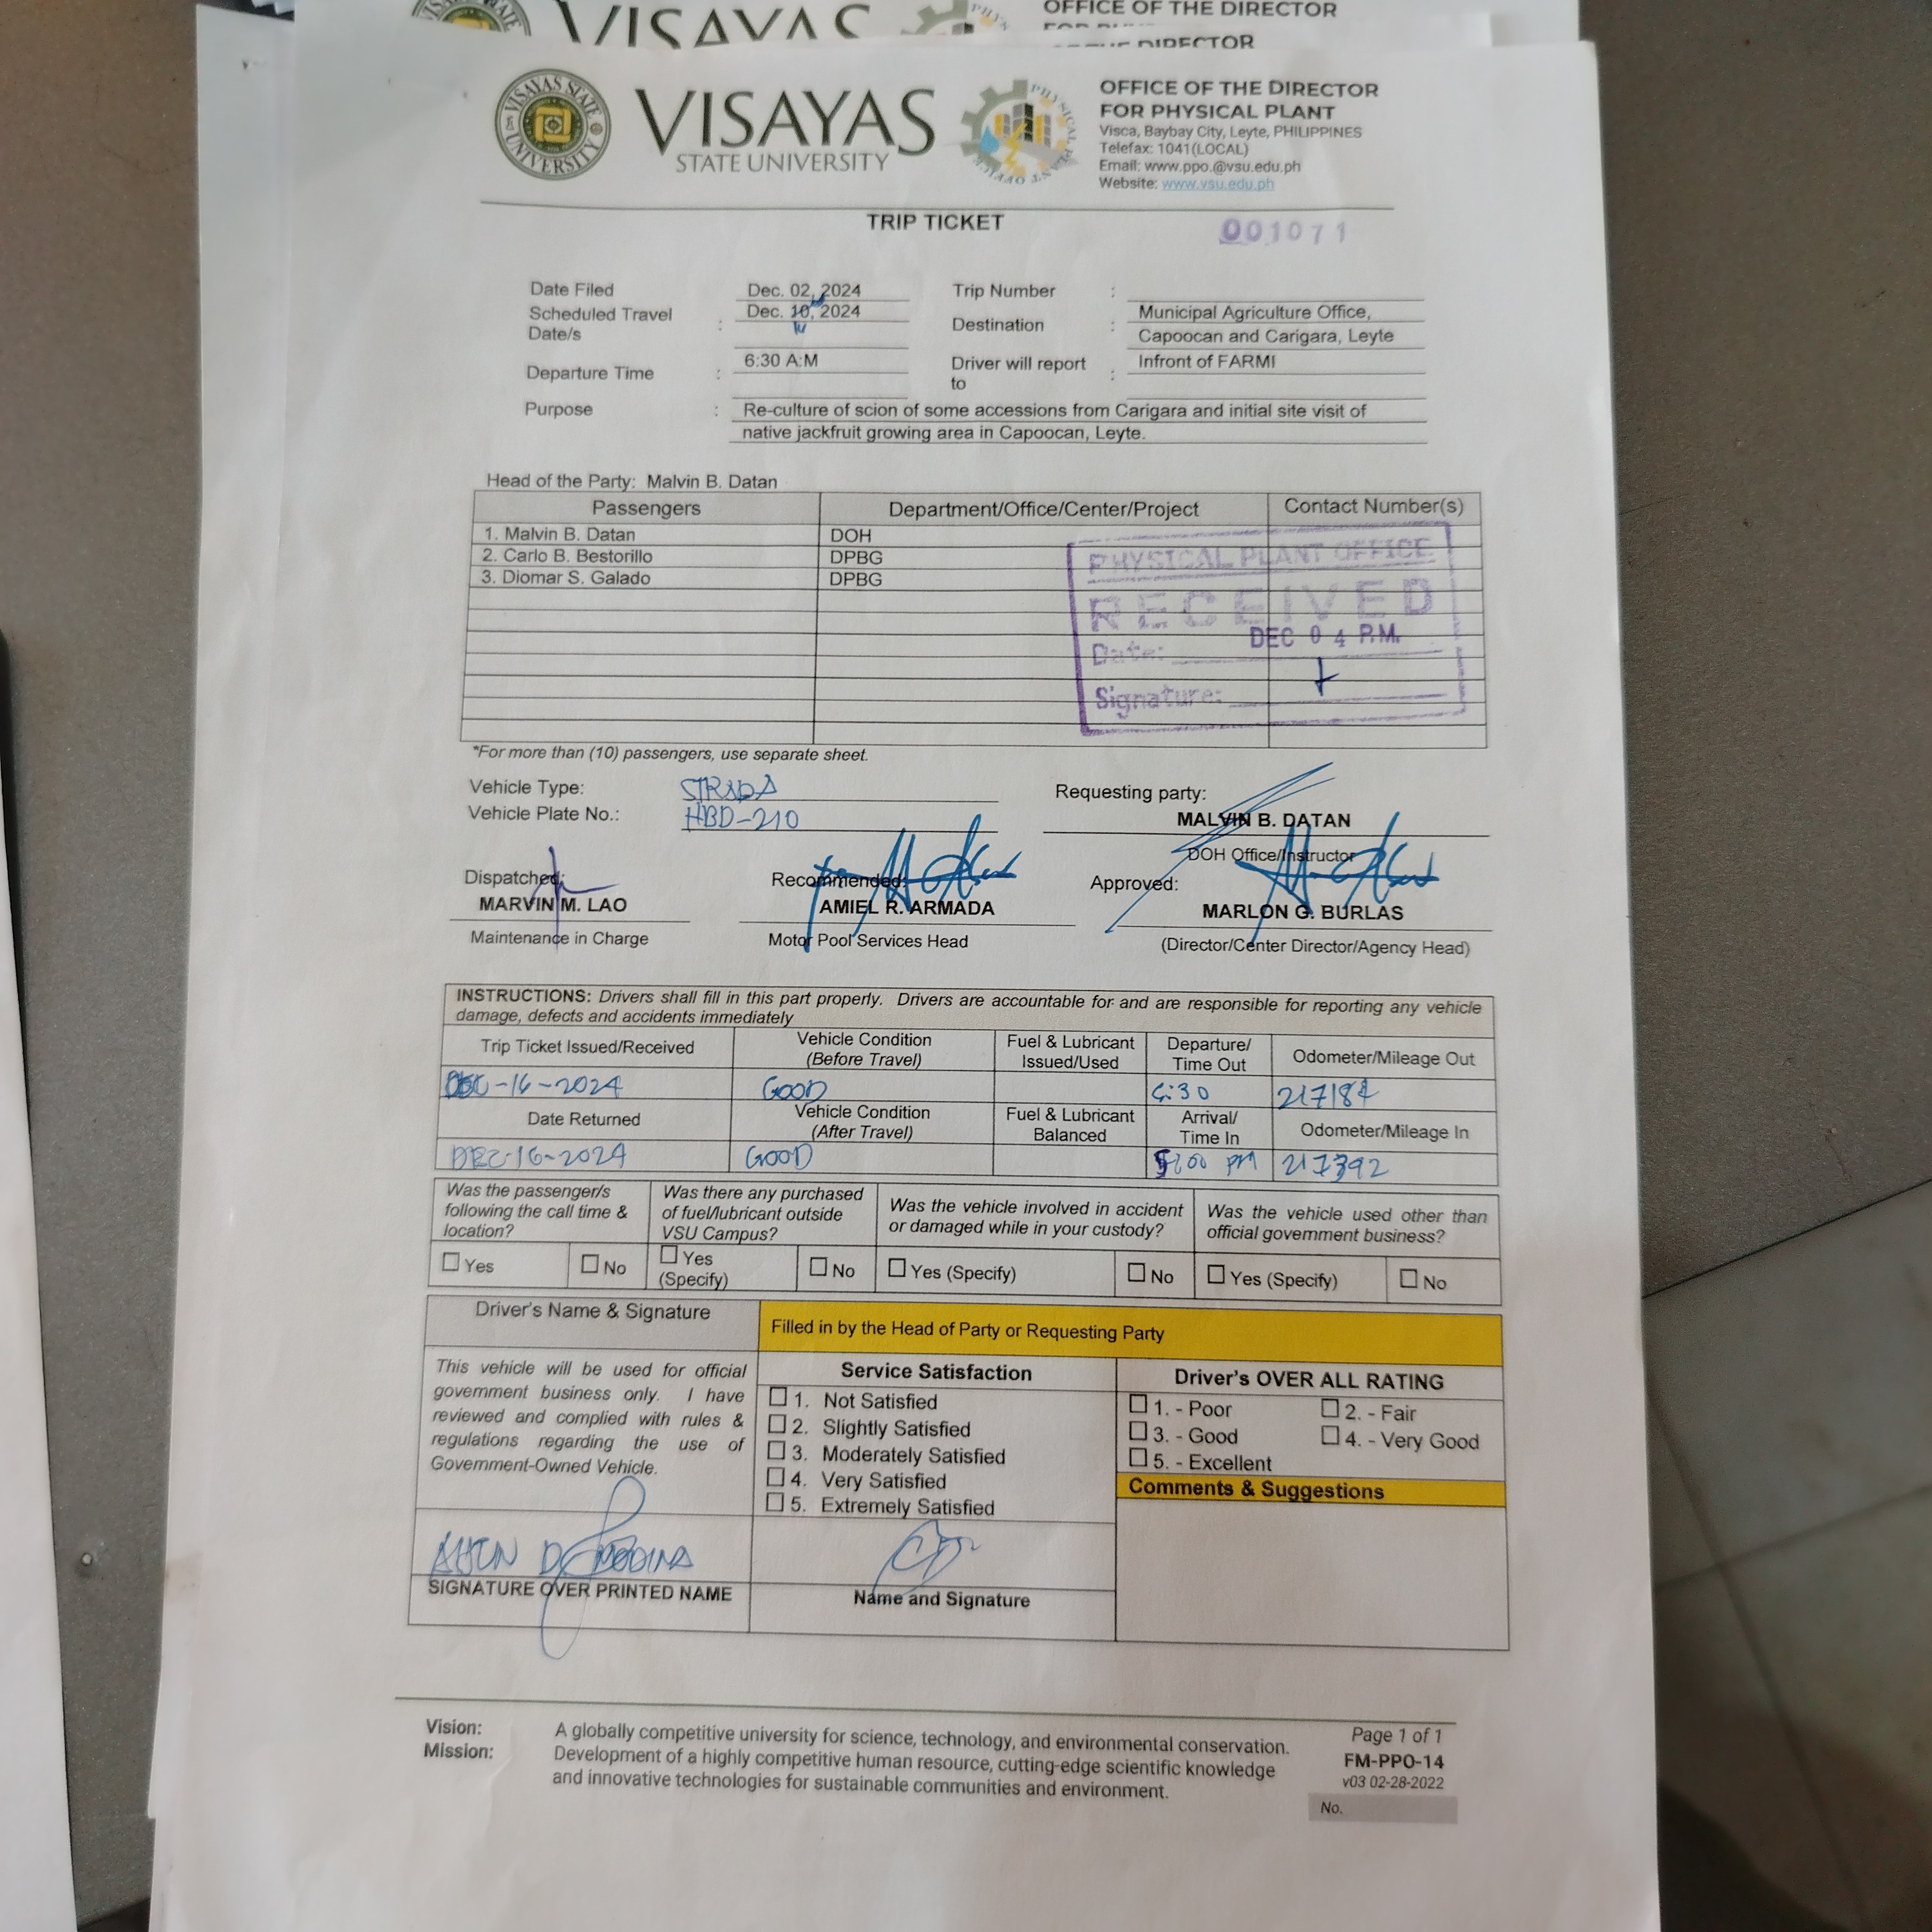 VISAYAS
OFFICE OF THE DIRECTOR
DIRECTOR
VISAYAS STATE UNIVERSITY
VISAYAS
STATE UNIVERSITY
OFFICE OF THE DIRECTOR
FOR PHYSICAL PLANT
Visca, Baybay City, Leyte, PHILIPPINES
Telefax: 1041(LOCAL)
Email: www.ppo.@vsu.edu.ph
Website: www.vsu.edu.ph
TRIP TICKET
001071
Date Filed Dec. 02, 2024 Trip Number :
Scheduled Travel Date/s : Dec. 10, 2024 Destination : Municipal Agriculture Office,
Capoocan and Carigara, Leyte
Departure Time : 6:30 A:M Driver will report to : Infront of FARMI
Purpose : Re-culture of scion of some accessions from Carigara and initial site visit of
native jackfruit growing area in Capoocan, Leyte.
Head of the Party: Malvin B. Datan
Passengers Department/Office/Center/Project Contact Number(s)
1. Malvin B. Datan DOH
2. Carlo B. Bestorillo DPBG
3. Diomar S. Galado DPBG
PHYSICAL PLANT OFFICE
RECEIVED
Date: DEC 04 P.M.
Signature:
*For more than (10) passengers, use separate sheet.
Vehicle Type: STRADA
Vehicle Plate No.: HBD-210
Requesting party:
MALVIN B. DATAN
DOH Office/Instructor
Dispatched: Recommended: Approved:
MARVIN M. LAO AMIEL R. ARMADA MARLON G. BURLAS
Maintenance in Charge Motor Pool Services Head (Director/Center Director/Agency Head)
INSTRUCTIONS: Drivers shall fill in this part properly. Drivers are accountable for and are responsible for reporting any vehicle
damage, defects and accidents immediately
Trip Ticket Issued/Received Vehicle Condition (Before Travel) Fuel & Lubricant Issued/Used Departure/ Time Out Odometer/Mileage Out
DEC-16-2024 GOOD 6:30
Date Returned Vehicle Condition (After Travel) Fuel & Lubricant Balanced Arrival/ Time In Odometer/Mileage In
DEC-16-2024 GOOD 5:00 PM 217392
Was the passenger/s following the call time & location? Was there any purchased of fuel/lubricant outside VSU Campus? Was the vehicle involved in accident or damaged while in your custody? Was the vehicle used other than official government business?
Yes No Yes (Specify) No Yes (Specify) No Yes (Specify) No
Driver's Name & Signature
Filled in by the Head of Party or Requesting Party
This vehicle will be used for official
government business only. I have
reviewed and complied with rules &
regulations regarding the use of
Government-Owned Vehicle.
Service Satisfaction
1. Not Satisfied
2. Slightly Satisfied
3. Moderately Satisfied
4. Very Satisfied
5. Extremely Satisfied
Driver's OVER ALL RATING
1. - Poor 2. - Fair
3. - Good 4. - Very Good
5. - Excellent
Comments & Suggestions
SIGNATURE OVER PRINTED NAME
Name and Signature
Vision: A globally competitive university for science, technology, and environmental conservation.
Mission: Development of a highly competitive human resource, cutting-edge scientific knowledge
and innovative technologies for sustainable communities and environment.
Page 1 of 1
FM-PPO-14
v03 02-28-2022
No.